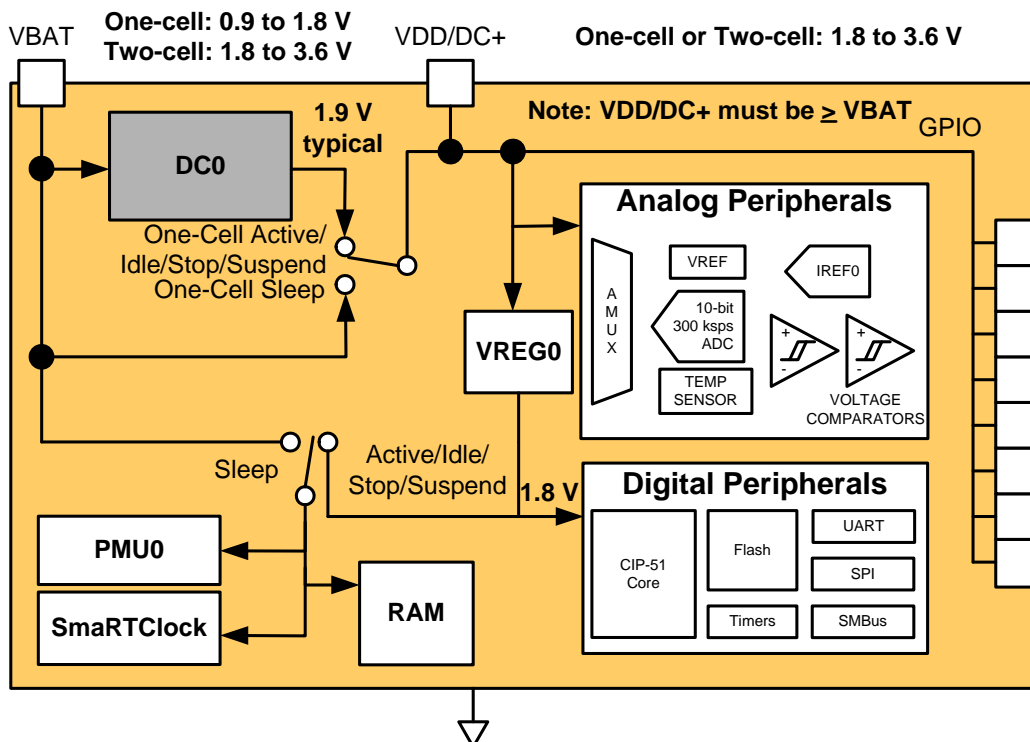 VBAT
One-cell: 0.9 to 1.8 V
Two-cell: 1.8 to 3.6 V
VDD/DC+
One-cell or Two-cell: 1.8 to 3.6 V
Note: VDD/DC+ must be ≥ VBAT
GPIO
1.9 V
typical
DC0
One-Cell Active/
Idle/Stop/Suspend
One-Cell Sleep
VREG0
Analog Peripherals
A
M
U
X
VREF
IREF0
10-bit
300 ksps
ADC
TEMP
SENSOR
+
-
+
-
VOLTAGE
COMPARATORS
Sleep
Active/Idle/
Stop/Suspend
1.8 V
Digital Peripherals
CIP-51
Core
Flash
Timers
UART
SPI
SMBus
PMU0
SmaRTClock
RAM